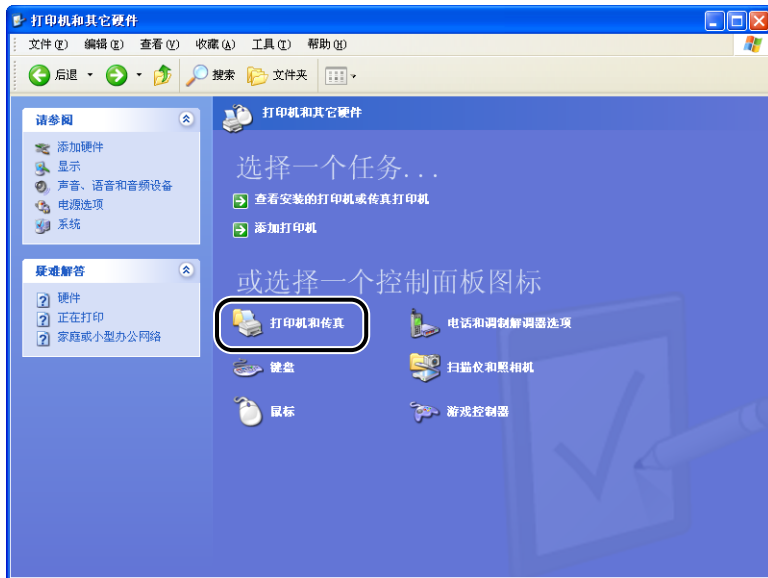 打印机和其它硬件
文件(F) 编辑(E) 查看(V) 收藏(A) 工具(T) 帮助(H)
后退 搜索 文件夹
请参阅
添加硬件
显示
声音、语音和音频设备
电源选项
系统
疑难解答
硬件
正在打印
家庭或小型办公网络
打印机和其它硬件
选择一个任务...
查看安装的打印机或传真打印机
添加打印机
或选择一个控制面板图标
打印机和传真 电话和调制解调器选项
键盘 扫描仪和照相机
鼠标 游戏控制器